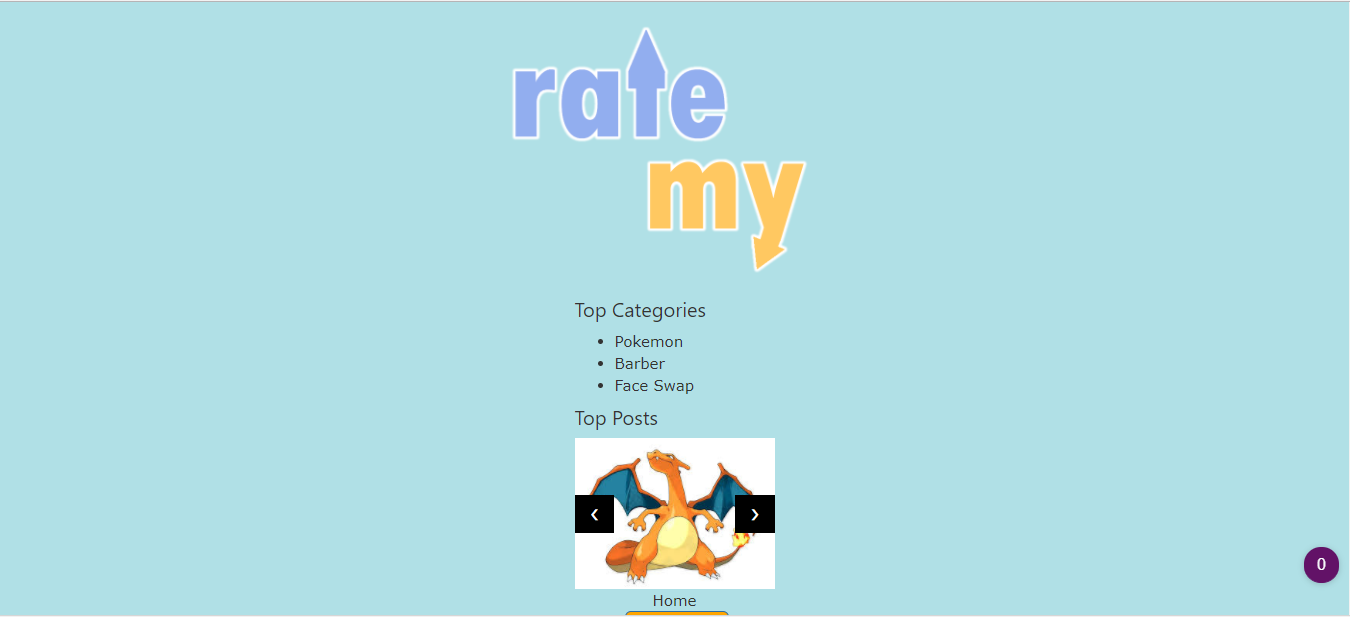 rate
my
Top Categories
Pokemon
Barber
Face Swap
Top Posts
‹ ›
Home
0